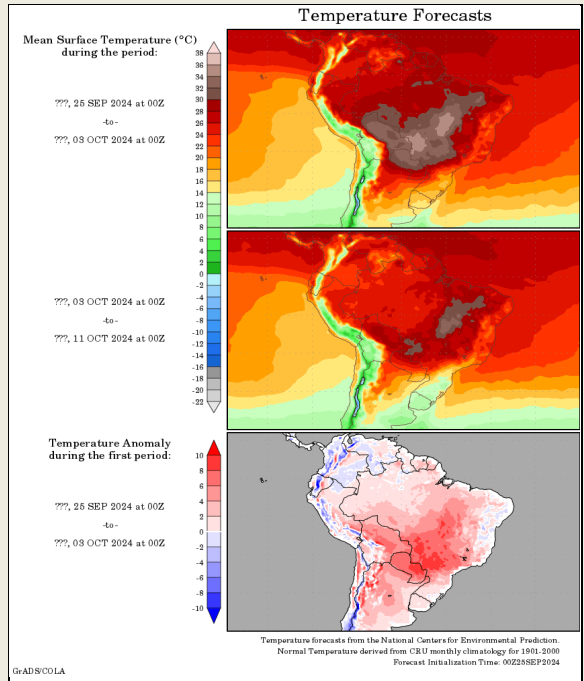 Temperature Forecasts
Mean Surface Temperature (°C)
during the period:
???, 25 SEP 2024 at 00Z
-to-
???, 03 OCT 2024 at 00Z
38
36
34
32
30
28
26
24
22
20
18
16
14
12
10
8
6
4
2
0
-2
-4
-6
-8
-10
-12
-14
-16
-18
-20
-22
???, 03 OCT 2024 at 00Z
-to-
???, 11 OCT 2024 at 00Z
Temperature Anomaly
during the first period:
???, 25 SEP 2024 at 00Z
-to-
???, 03 OCT 2024 at 00Z
10
8
6
4
2
0
-2
-4
-6
-8
-10
Temperature forecasts from the National Centers for Environmental Prediction.
Normal Temperature derived from CRU monthly climatology for 1901-2000
Forecast Initialization Time: 00Z25SEP2024
GrADS/COLA